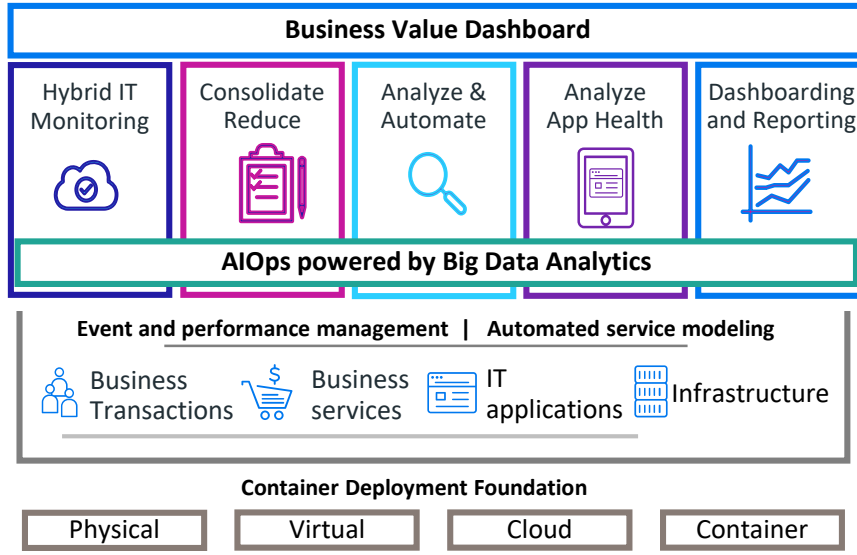 Business Value Dashboard
Hybrid IT
Monitoring
Consolidate
Reduce
Analyze &
Automate
Analyze
App Health
Dashboarding
and Reporting
AIOps powered by Big Data Analytics
Event and performance management | Automated service modeling
Business
Transactions
$
Business
services
IT
applications
Infrastructure
Container Deployment Foundation
Physical
Virtual
Cloud
Container